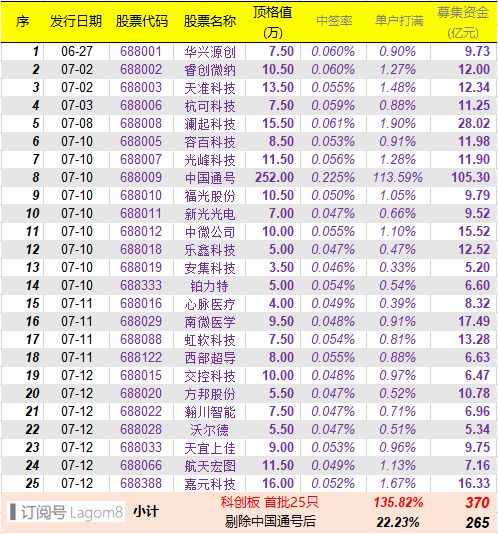 序 发行日期 股票代码 股票名称 顶格值(万) 中签率 单户打满 募集资金(亿元)
1 06-27 688001 华兴源创 7.50 0.060% 0.90% 9.73
2 07-02 688002 睿创微纳 10.50 0.060% 1.27% 12.00
3 07-02 688003 天准科技 13.50 0.055% 1.48% 12.34
4 07-03 688006 杭可科技 7.50 0.059% 0.88% 11.25
5 07-08 688008 澜起科技 15.50 0.061% 1.90% 28.02
6 07-10 688005 容百科技 8.50 0.053% 0.91% 11.98
7 07-10 688007 光峰科技 11.50 0.056% 1.28% 11.90
8 07-10 688009 中国通号 252.00 0.225% 113.59% 105.30
9 07-10 688010 福光股份 10.50 0.050% 1.05% 9.79
10 07-10 688011 新光光电 7.00 0.047% 0.66% 9.52
11 07-10 688012 中微公司 10.00 0.055% 1.10% 15.52
12 07-10 688018 乐鑫科技 5.00 0.047% 0.47% 12.52
13 07-10 688019 安集科技 3.50 0.046% 0.33% 5.20
14 07-10 688333 铂力特 5.00 0.054% 0.54% 6.60
15 07-11 688016 心脉医疗 4.00 0.049% 0.39% 8.32
16 07-11 688029 南微医学 9.50 0.048% 0.91% 17.49
17 07-11 688088 虹软科技 7.50 0.054% 0.81% 13.28
18 07-11 688122 西部超导 8.00 0.055% 0.88% 6.63
19 07-12 688015 交控科技 10.00 0.048% 0.97% 6.47
20 07-12 688020 方邦股份 5.50 0.047% 0.52% 10.78
21 07-12 688022 瀚川智能 7.50 0.047% 0.71% 6.96
22 07-12 688028 沃尔德 5.50 0.047% 0.51% 5.34
23 07-12 688033 天宜上佳 9.00 0.053% 0.96% 9.75
24 07-12 688066 航天宏图 11.50 0.049% 1.13% 7.16
25 07-12 688388 嘉元科技 16.00 0.052% 1.67% 16.33
订阅号 Lagom8 小计 科创板 首批25只 135.82% 370
剔除中国通号后 22.23% 265